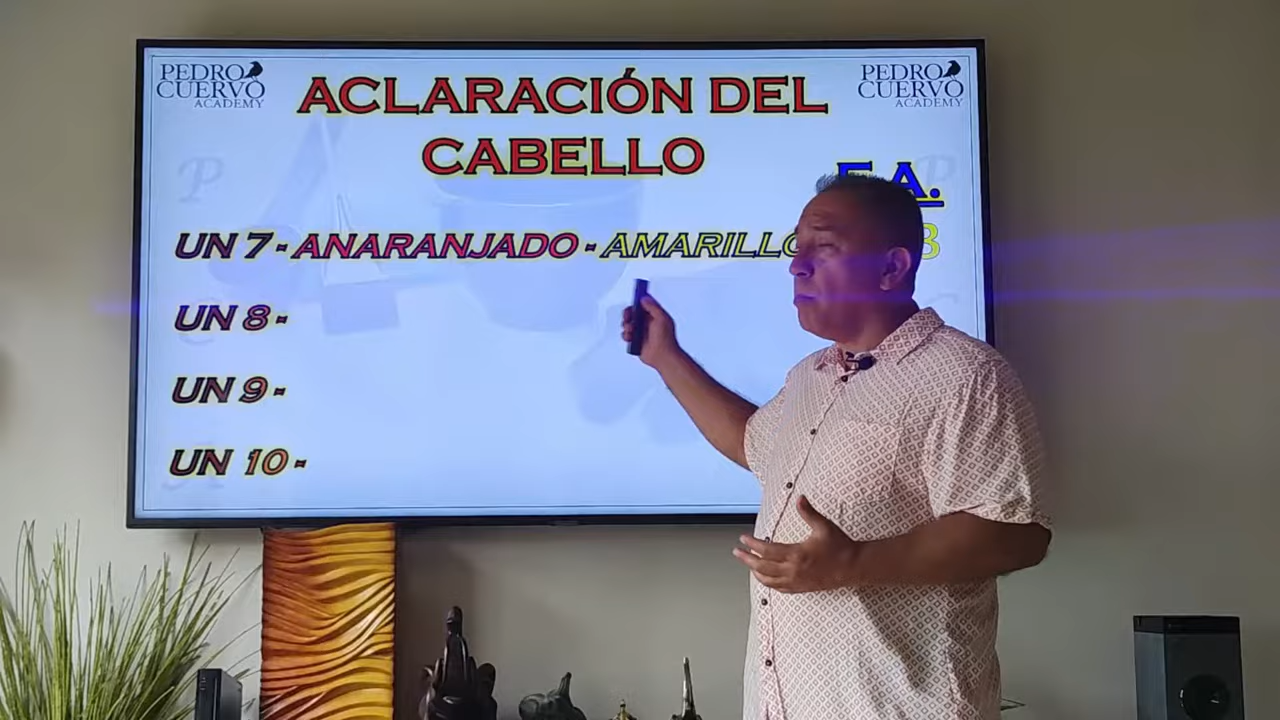 PEDRO CUERVO ACADEMY
PEDRO CUERVO ACADEMY
ACLARACIÓN DEL
CABELLO
F.A.
UN 7 - ANARANJADO - AMARILLO 3
UN 8 -
UN 9 -
UN 10 -